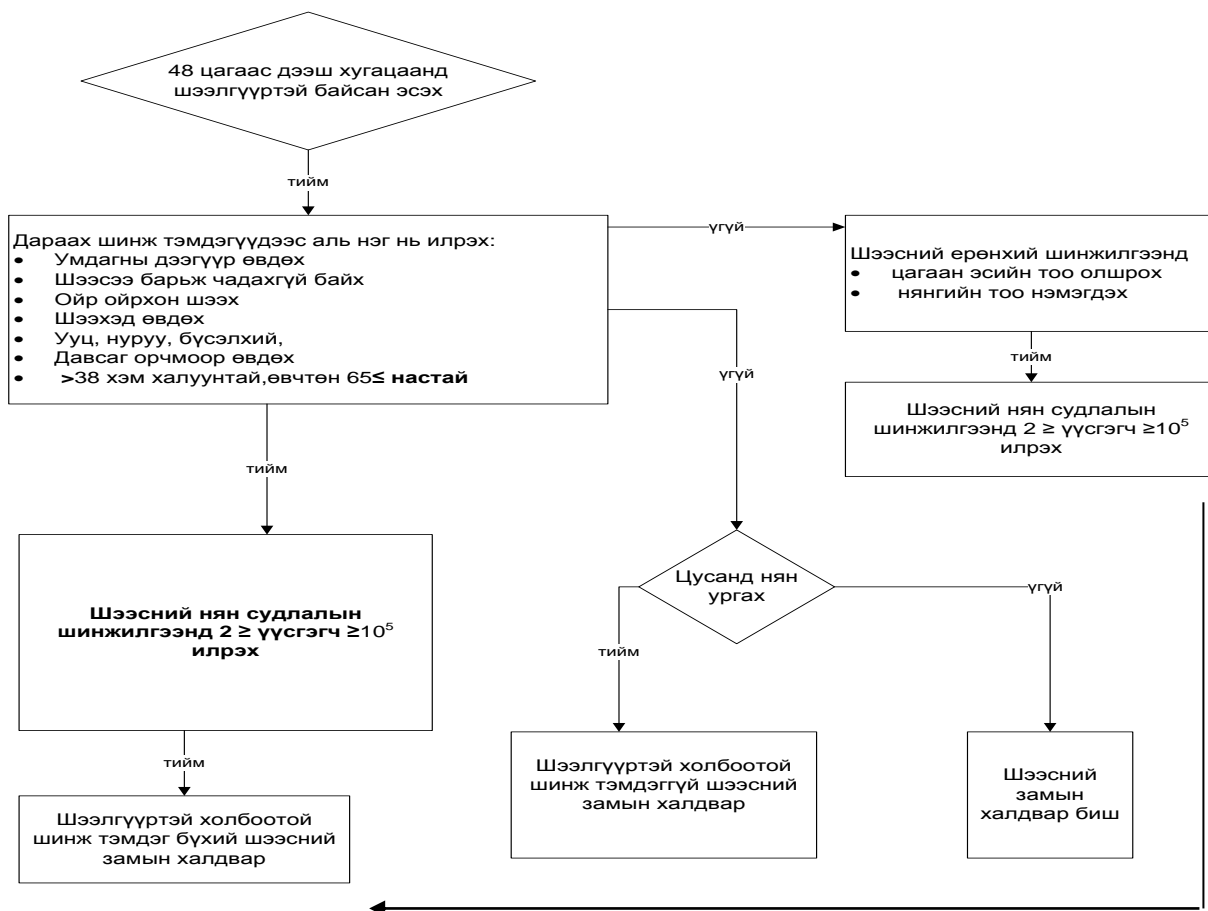 48 цагаас дээш хугацаанд
шээлгүүртэй байсан эсэх
тийм
Дараах шинж тэмдэгүүдээс аль нэг нь илрэх:
• Умдагны дээгүүр өвдөх
• Шээсээ барьж чадахгүй байх
• Ойр ойрхон шээх
• Шээхэд өвдөх
• Ууц, нуруу, бүсэлхий,
• Давсаг орчмоор өвдөх
• >38 хэм халуунтай,өвчтөн 65≤ настай
үгүй
Шээсний ерөнхий шинжилгээнд
• цагаан эсийн тоо олшрох
• нянгийн тоо нэмэгдэх
тийм
Шээсний нян судлалын
шинжилгээнд 2 ≥ үүсгэгч ≥10⁵
илрэх
үгүй
тийм
Шээсний нян судлалын
шинжилгээнд 2 ≥ үүсгэгч ≥10⁵
илрэх
тийм
Шээлгүүртэй холбоотой
шинж тэмдэг бүхий шээсний
замын халдвар
Цусанд нян
ургах
тийм
үгүй
Шээлгүүртэй холбоотой
шинж тэмдэггүй шээсний
замын халдвар
Шээсний
замын
халдвар биш